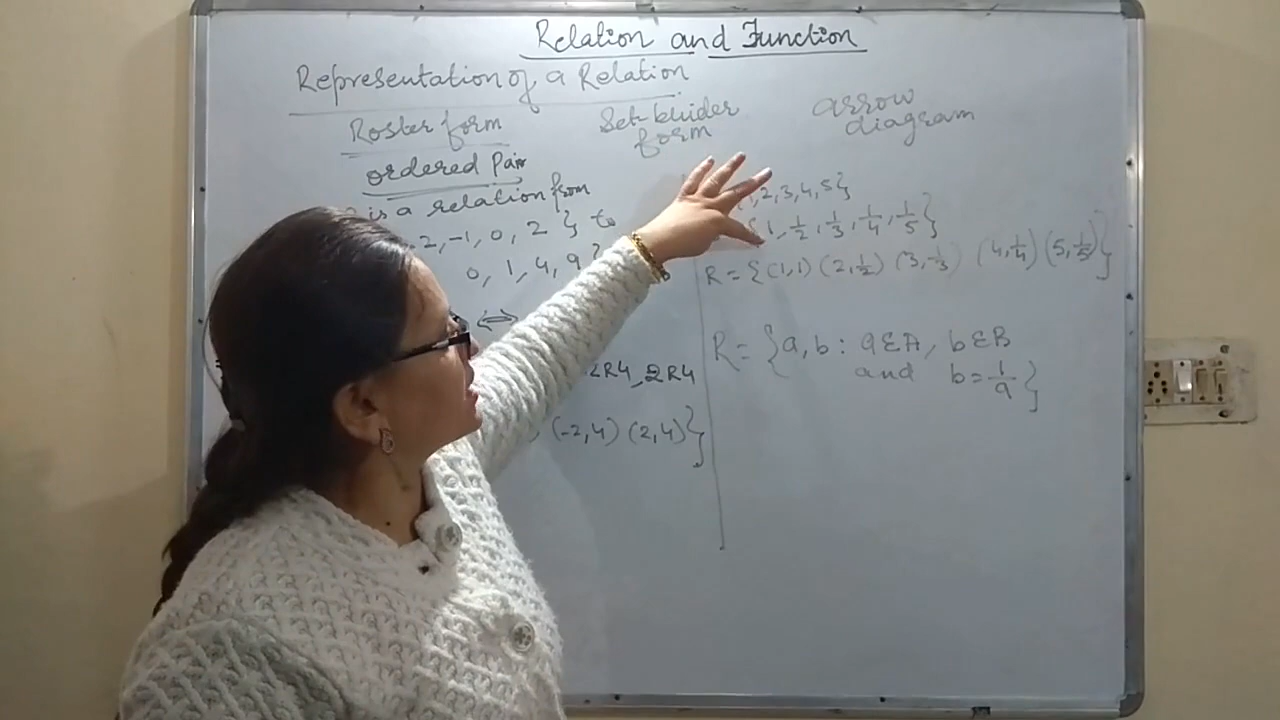 Relation and Function
Representation of a Relation
Roster form
Set-bluider form
arrow diagram
ordered Pair
is a relation from
2, -1, 0, 2 } to
0, 1, 4, 9 }
⇔
2R4, 2R4
(-2,4) (2,4)}
1, 2, 3, 4, 5}
{1, 1/2, 1/3, 1/4, 1/5}
R = {(1,1) (2,1/2) (3,1/3) (4,1/4) (5,1/5)}
R = {a, b : a∈A, b∈B
and b = 1/a}